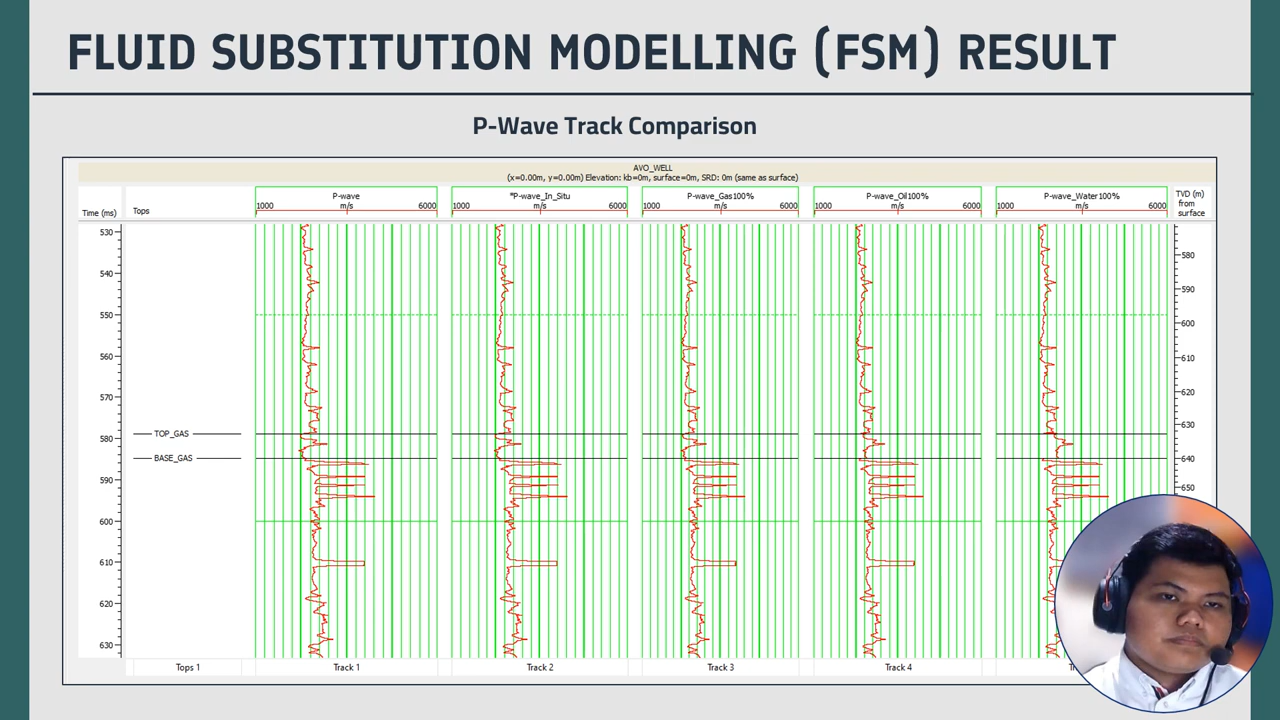 FLUID SUBSTITUTION MODELLING (FSM) RESULT
P-Wave Track Comparison
AVO_WELL
(x=0.00m, y=0.00m) Elevation: kb=0m, surface=0m, SRD: 0m (same as surface)
Time (ms)
Tops
P-wave
1000 m/s 6000
*P-wave_In_Situ
1000 m/s 6000
P-wave_Gas100%
1000 m/s 6000
P-wave_Oil100%
1000 m/s 6000
P-wave_Water100%
1000 m/s 6000
TVD (m)
from
surface
530
540
550
560
570
580
590
600
610
620
630
TOP_GAS
BASE_GAS
580
590
600
610
620
630
640
650
Tops 1
Track 1
Track 2
Track 3
Track 4